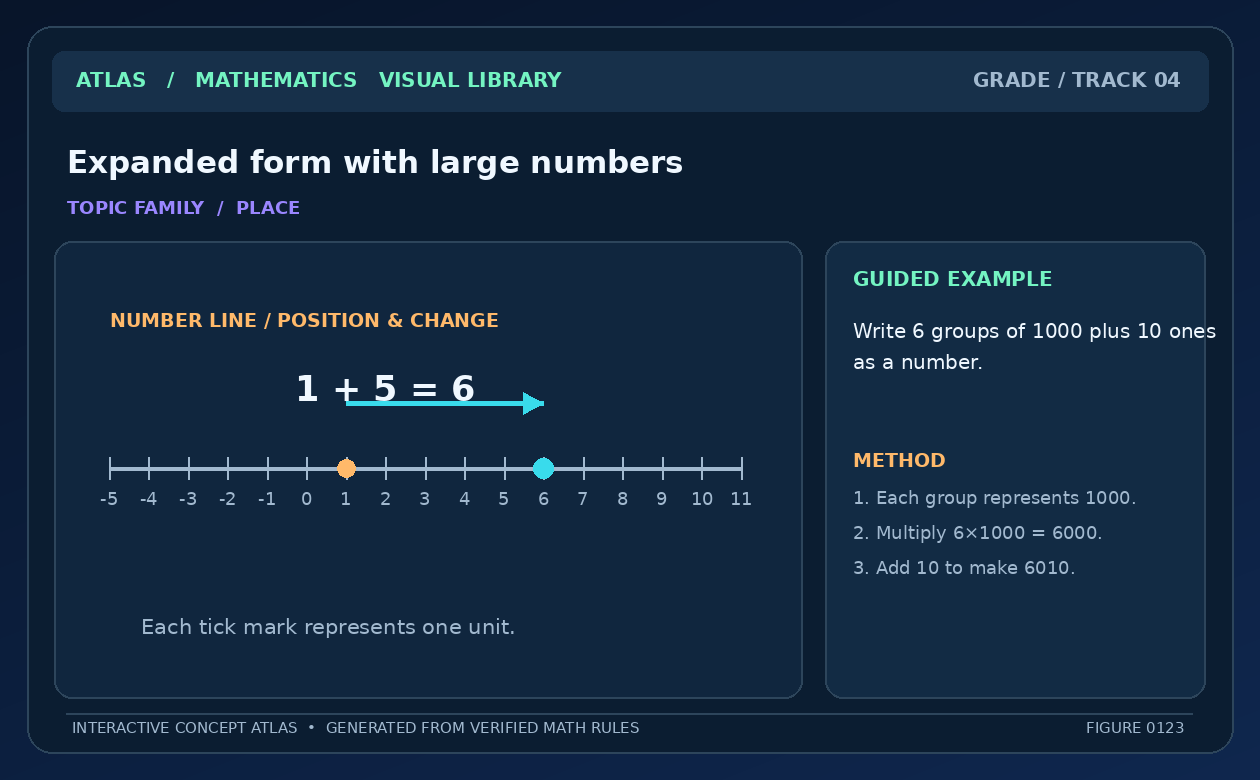 ATLAS / MATHEMATICS VISUAL LIBRARY
GRADE / TRACK 04
Expanded form with large numbers
TOPIC FAMILY / PLACE
NUMBER LINE / POSITION & CHANGE
1 + 5 = 6
-5 -4 -3 -2 -1 0 1 2 3 4 5 6 7 8 9 10 11
Each tick mark represents one unit.
GUIDED EXAMPLE
Write 6 groups of 1000 plus 10 ones
as a number.
METHOD
1. Each group represents 1000.
2. Multiply 6×1000 = 6000.
3. Add 10 to make 6010.
INTERACTIVE CONCEPT ATLAS • GENERATED FROM VERIFIED MATH RULES
FIGURE 0123